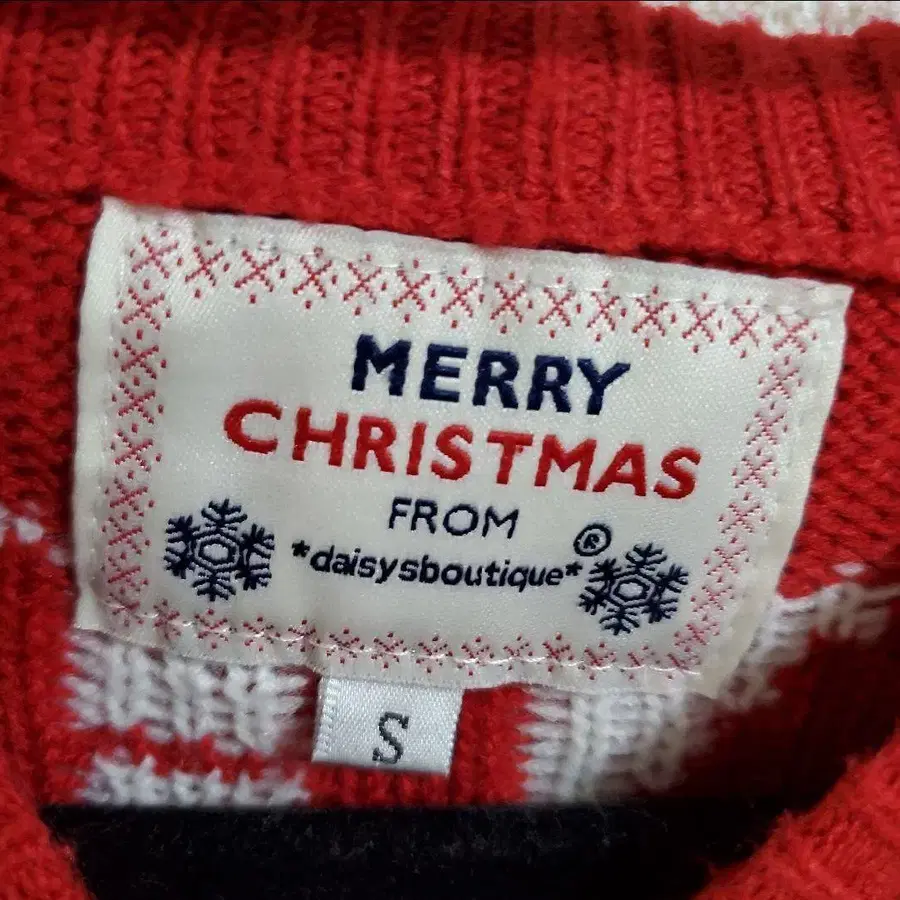 MERRY
CHRISTMAS
FROM
*daisysboutique*®
S